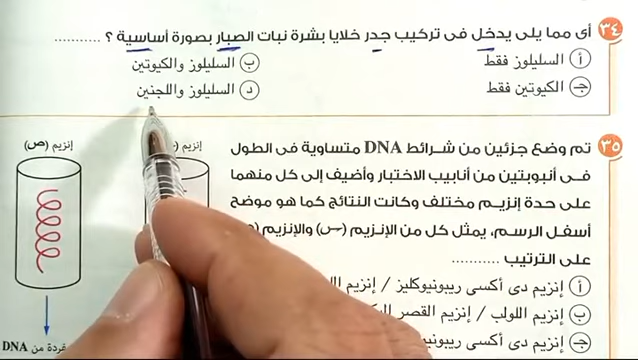 ٣٤ أى مما يلى يدخل فى تركيب جدر خلايا بشرة نبات الصبار بصورة أساسية ؟ ..........
أ السليلوز فقط
ب السليلوز والكيوتين
جـ الكيوتين فقط
د السليلوز واللجنين
٣٥ تم وضع جزئين من شرائط DNA متساوية فى الطول
فى أنبوبتين من أنابيب الاختبار وأضيف إلى كل منهما
على حدة إنزيم مختلف وكانت النتائج كما هو موضح
أسفل الرسم، يمثل كل من الإنزيم (س) والإنزيم
على الترتيب ..........
أ إنزيم دى أكسى ريبونيوكليز / إنزيم
ب إنزيم اللولب / إنزيم القصر
جـ إنزيم دى أكسى
إنزيم (ص)
إنزيم
DNA من